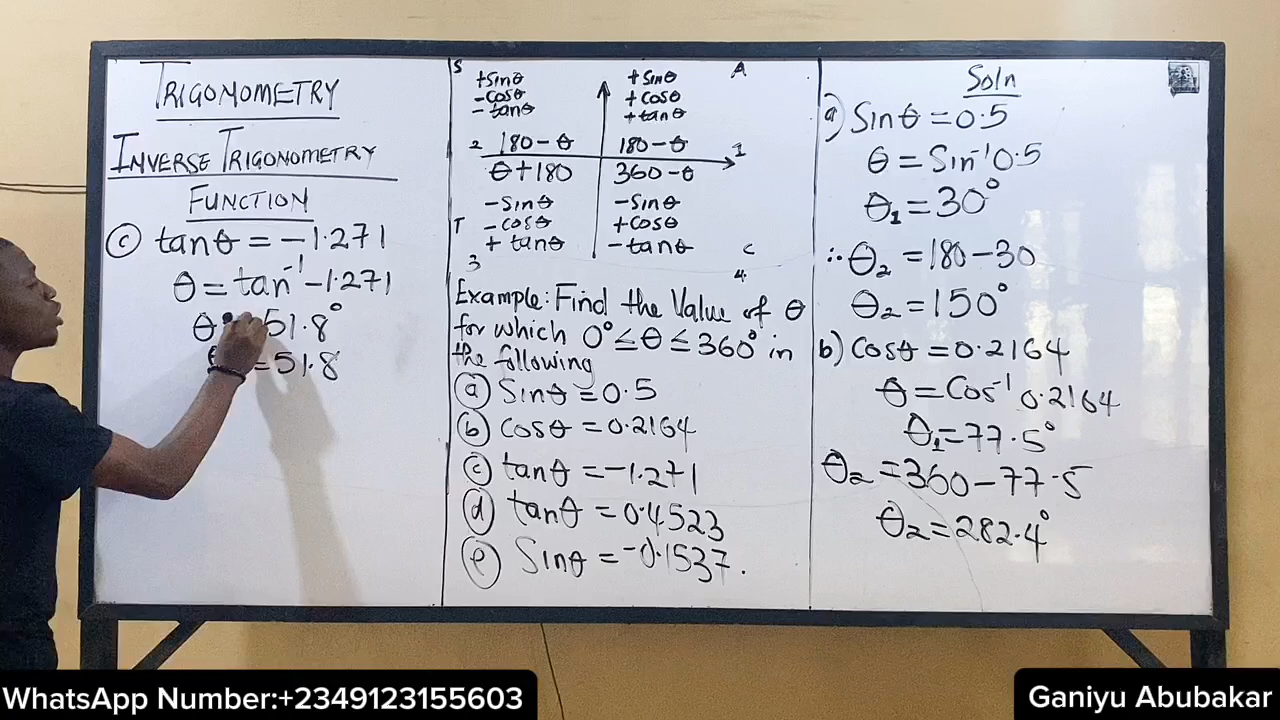 TRIGONOMETRY
INVERSE TRIGONOMETRY
FUNCTION
(c) tanθ = -1.271
θ = tan⁻¹ -1.271
θ 51.8°
= 51.8°
S
+Sinθ
-Cosθ
-tanθ
2 180-θ
A
+Sinθ
+Cosθ
+tanθ
180-θ 1
θ+180
-Sinθ
T -Cosθ
+tanθ
3
360-θ
-Sinθ
+Cosθ
-tanθ C
4.
Example: Find the Value of θ
for which 0° ≤ θ ≤ 360° in
the following
(a) Sinθ = 0.5
(b) Cosθ = 0.2164
(c) tanθ = -1.271
(d) tanθ = 0.4523
(e) Sinθ = -0.1537.
Soln
a) Sinθ = 0.5
θ = Sin⁻¹ 0.5
θ₁ = 30°
∴ θ₂ = 180-30
θ₂ = 150°
b) Cosθ = 0.2164
θ = Cos⁻¹ 0.2164
θ₁ = 77.5°
θ₂ = 360-77.5
θ₂ = 282.4°
WhatsApp Number:+2349123155603
Ganiyu Abubakar